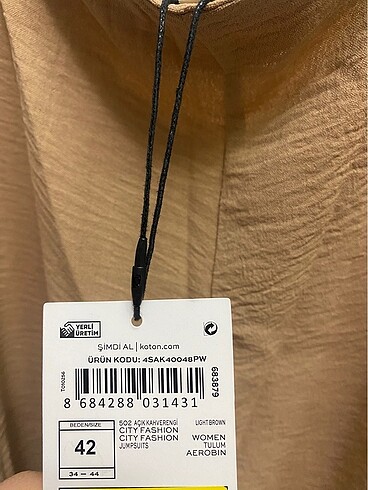 YERLİ
ÜRETİM
ŞİMDİ AL | koton.com
ÜRÜN KODU: 4SAK40048PW
T010256
683879
8 684288 031431
BEDEN/SIZE
42
34 — 44
502 AÇIK KAHVERENGİ LIGHT BROWN
CITY FASHION
CITY FASHION WOMEN
JUMPSUITS TULUM
AEROBIN